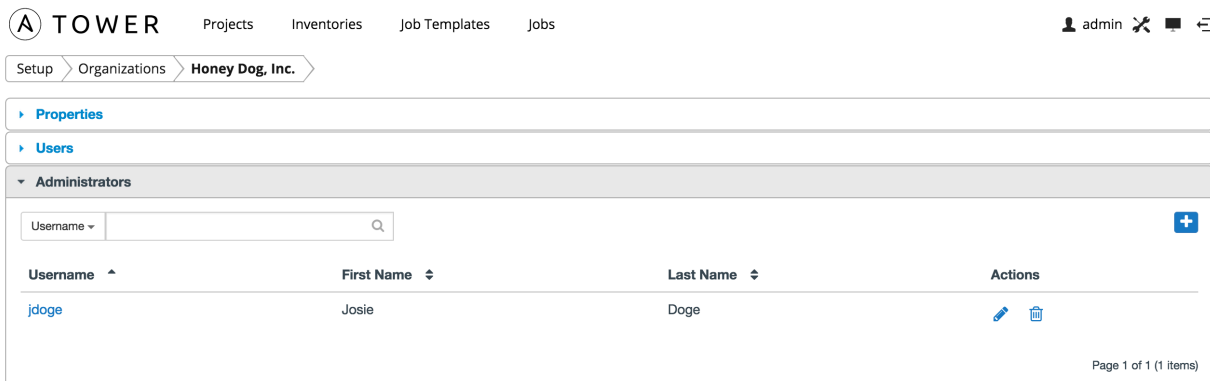 A TOWER Projects Inventories Job Templates Jobs admin
Setup Organizations Honey Dog, Inc.
Properties
Users
Administrators
Username
Username First Name Last Name Actions
jdoge Josie Doge
Page 1 of 1 (1 items)